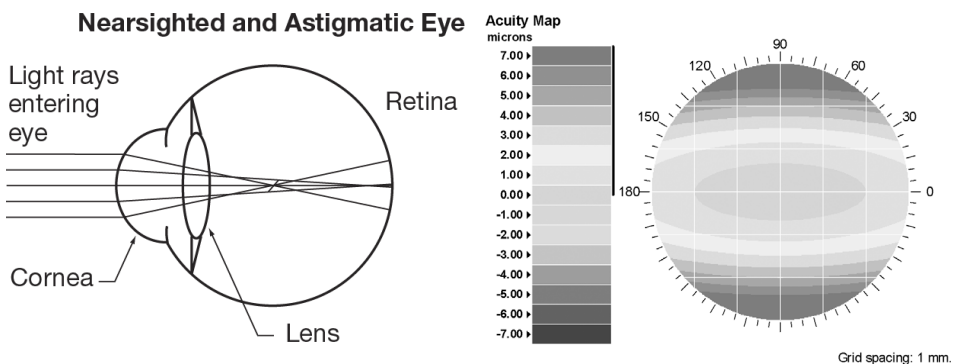 Nearsighted and Astigmatic Eye
Light rays
entering
eye
Retina
Cornea
Lens
Acuity Map
microns
7.00
6.00
5.00
4.00
3.00
2.00
1.00
0.00
-1.00
-2.00
-3.00
-4.00
-5.00
-6.00
-7.00
90
120
60
150
30
180
0
Grid spacing: 1 mm.